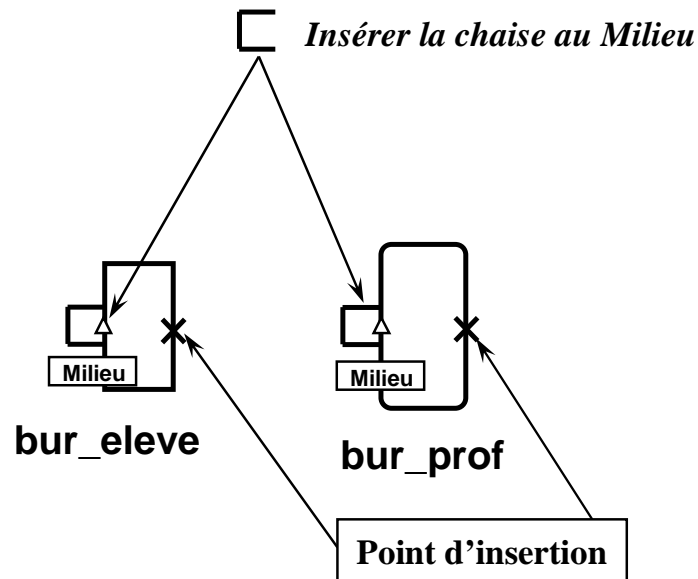 Insérer la chaise au Milieu
Milieu
Milieu
bur_eleve
bur_prof
Point d’insertion